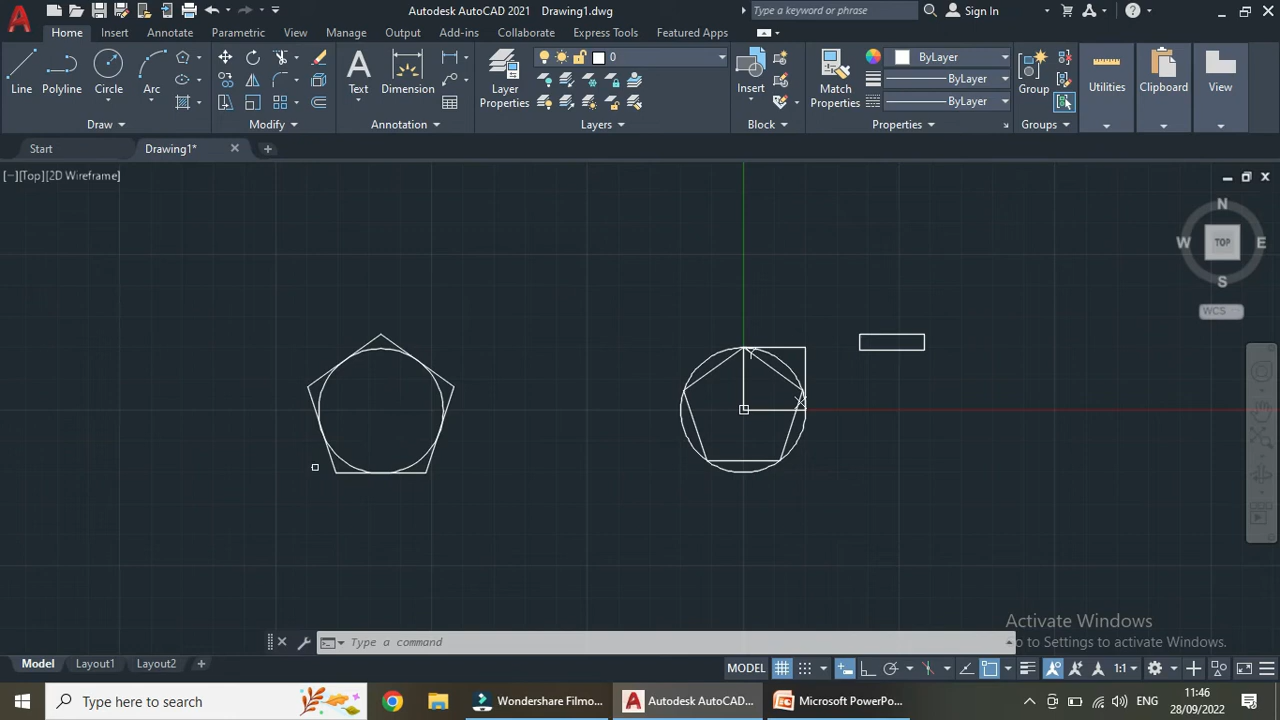 Autodesk AutoCAD 2021 Drawing1.dwg
Type a keyword or phrase
Sign In
Home Insert Annotate Parametric View Manage Output Add-ins Collaborate Express Tools Featured Apps
0
ByLayer
ByLayer
ByLayer
Line Polyline Circle Arc
Text Dimension
Layer
Properties
Insert
Match
Properties
Group
Utilities
Clipboard
View
Draw Modify Annotation Layers Block Properties Groups
Start Drawing1*
[−][Top][2D Wireframe]
N
W TOP E
S
WCS
Y
X
Activate Windows
Go to Settings to activate Windows.
Type a command
Model Layout1 Layout2
MODEL 1:1
Type here to search
Wondershare Filmo...
Autodesk AutoCAD...
Microsoft PowerPo...
ENG
11:46
28/09/2022